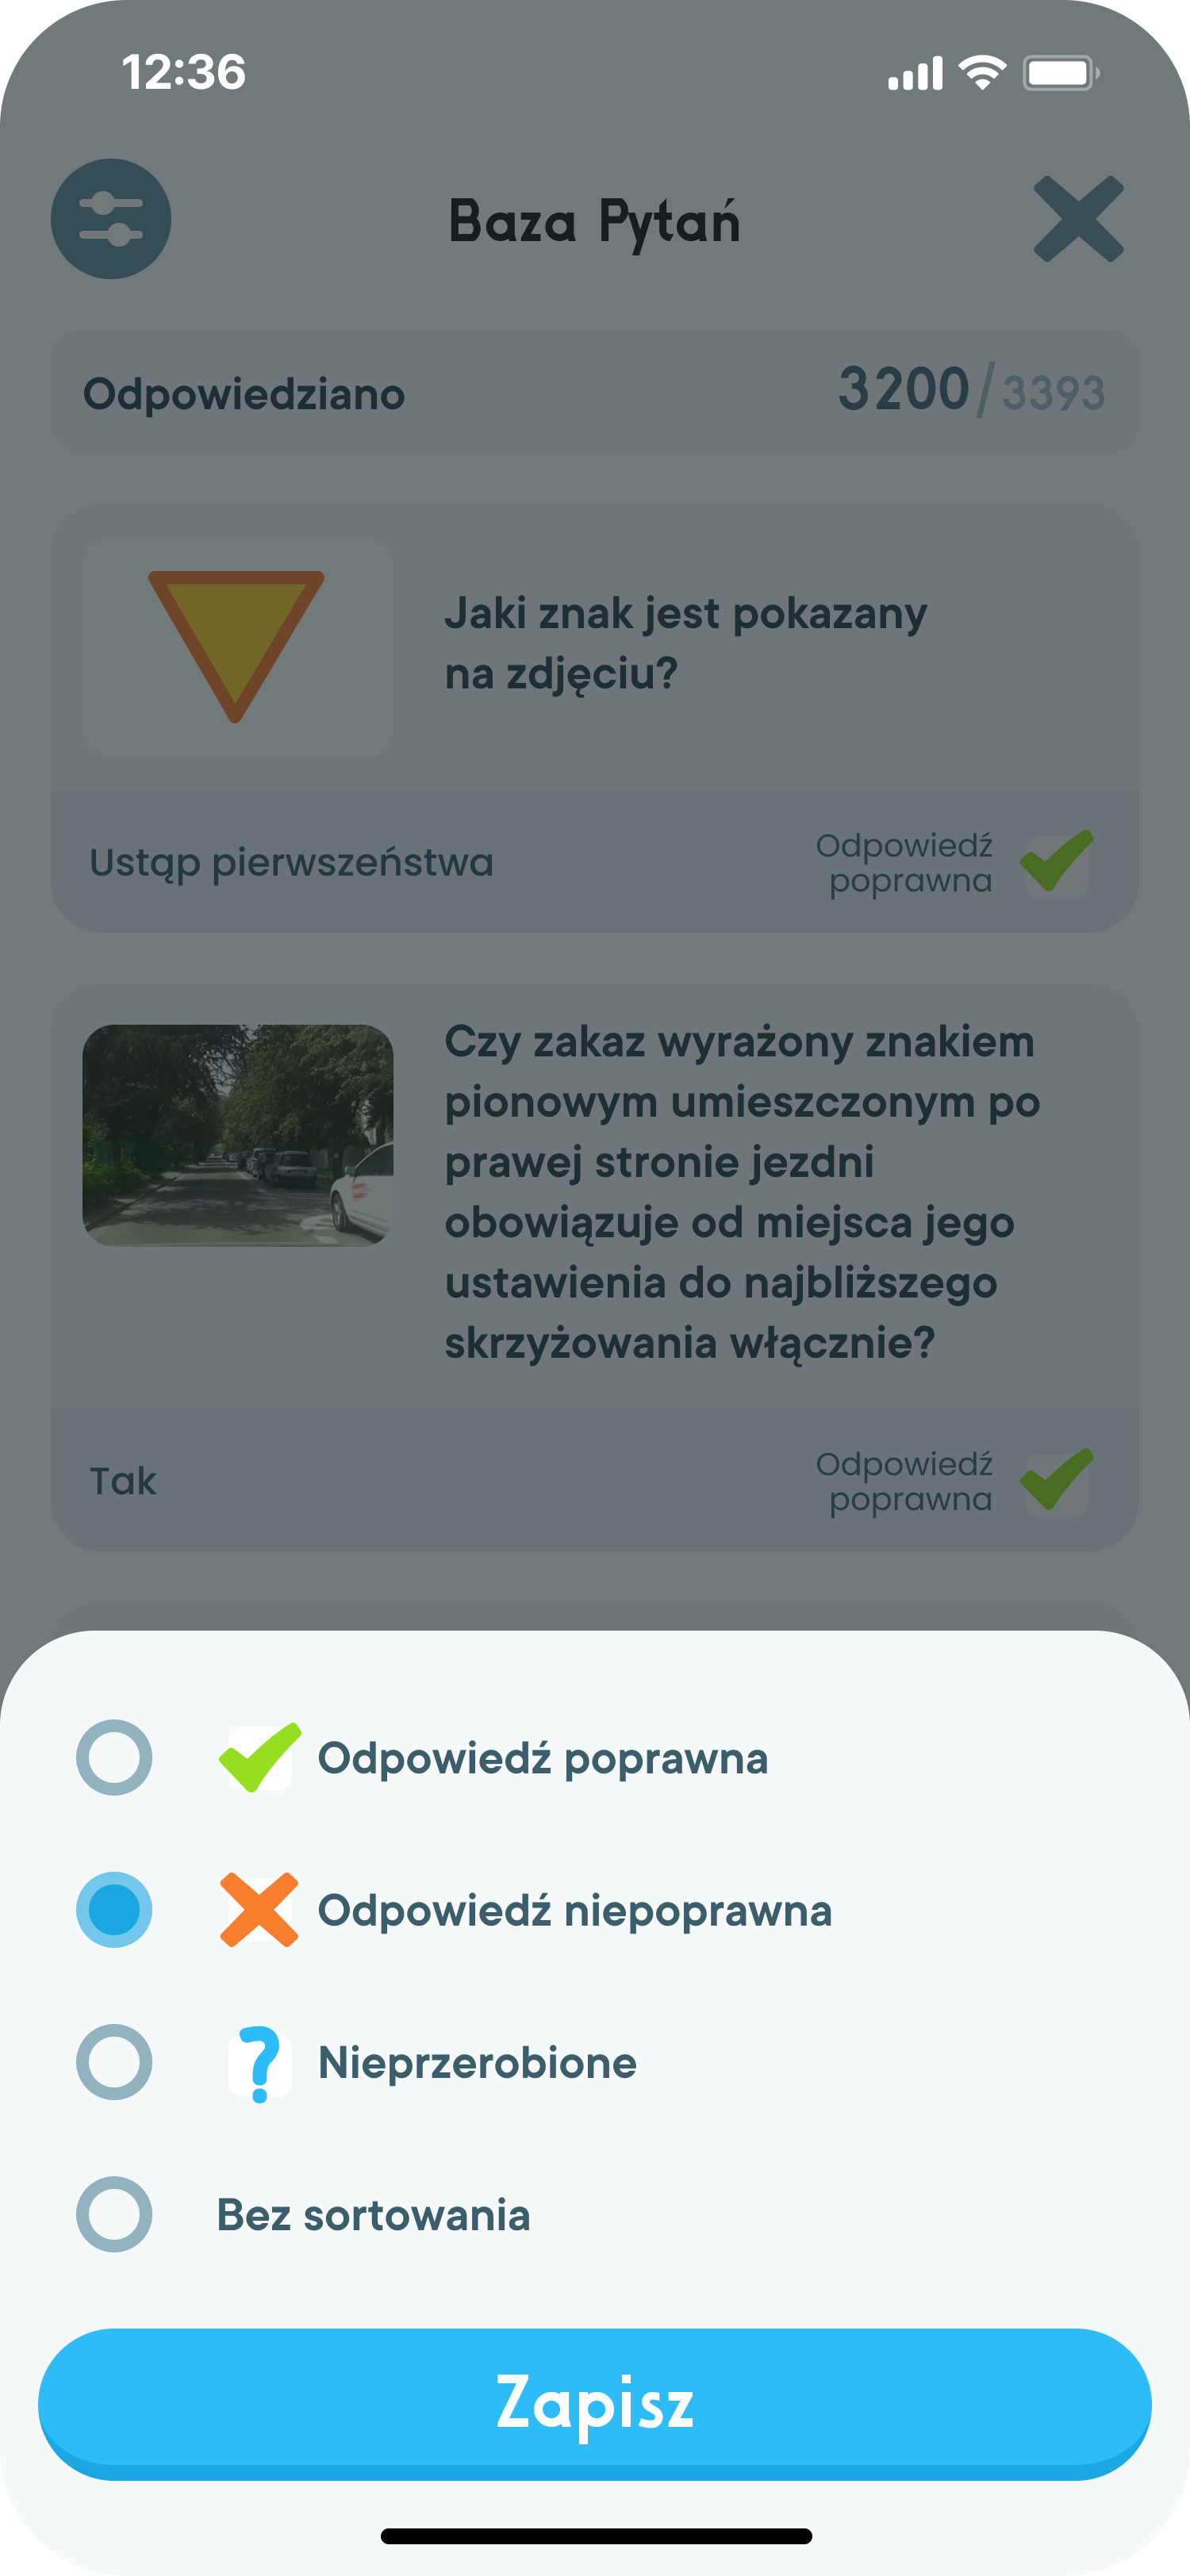 12:36
Baza Pytań
Odpowiedziano 3200/3393
Jaki znak jest pokazany
na zdjęciu?
Ustąp pierwszeństwa
Odpowiedź
poprawna
Czy zakaz wyrażony znakiem
pionowym umieszczonym po
prawej stronie jezdni
obowiązuje od miejsca jego
ustawienia do najbliższego
skrzyżowania włącznie?
Tak
Odpowiedź
poprawna
Odpowiedź poprawna
Odpowiedź niepoprawna
Nieprzerobione
Bez sortowania
Zapisz